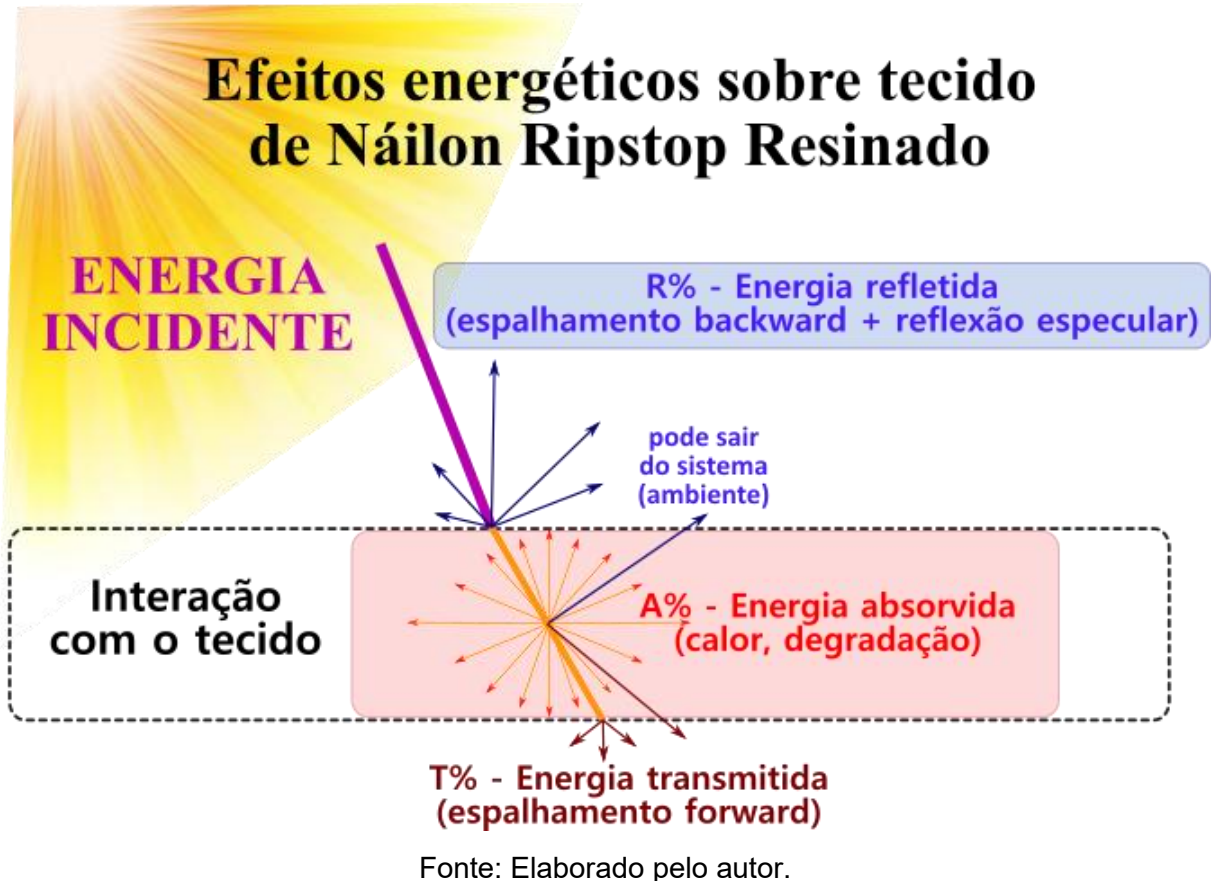 Efeitos energéticos sobre tecido
de Náilon Ripstop Resinado
ENERGIA
INCIDENTE
R% - Energia refletida
(espalhamento backward + reflexão especular)
pode sair
do sistema
(ambiente)
Interação
com o tecido
A% - Energia absorvida
(calor, degradação)
T% - Energia transmitida
(espalhamento forward)
Fonte: Elaborado pelo autor.